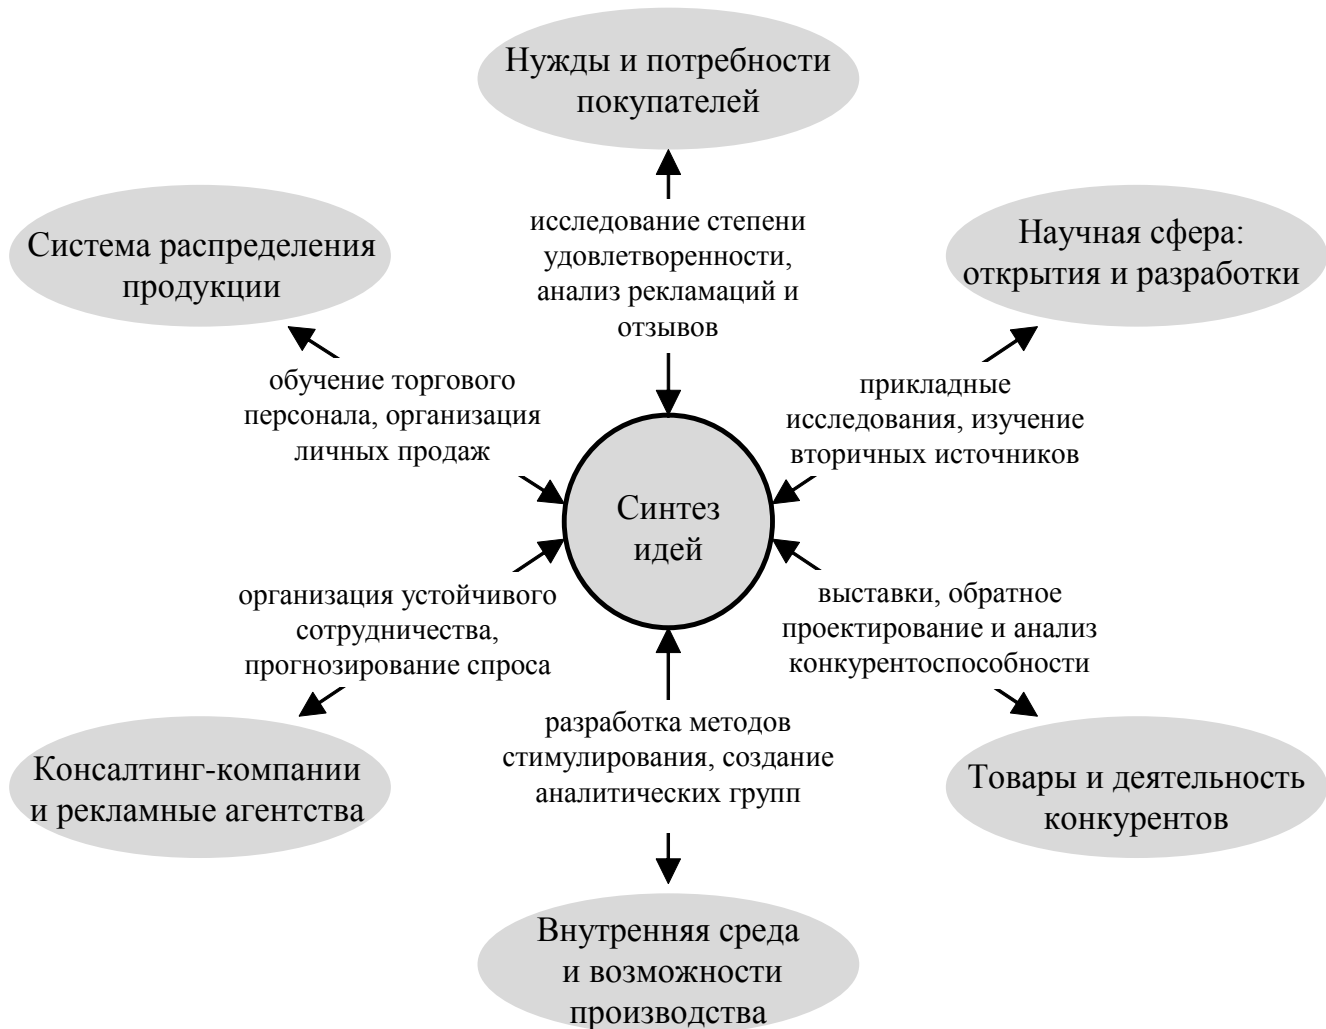 Нужды и потребности
покупателей
исследование степени
удовлетворенности,
анализ рекламаций и
отзывов
Система распределения
продукции
Научная сфера:
открытия и разработки
обучение торгового
персонала, организация
личных продаж
прикладные
исследования, изучение
вторичных источников
Синтез
идей
организация устойчивого
сотрудничества,
прогнозирование спроса
выставки, обратное
проектирование и анализ
конкурентоспособности
разработка методов
стимулирования, создание
аналитических групп
Консалтинг-компании
и рекламные агентства
Товары и деятельность
конкурентов
Внутренняя среда
и возможности
производства